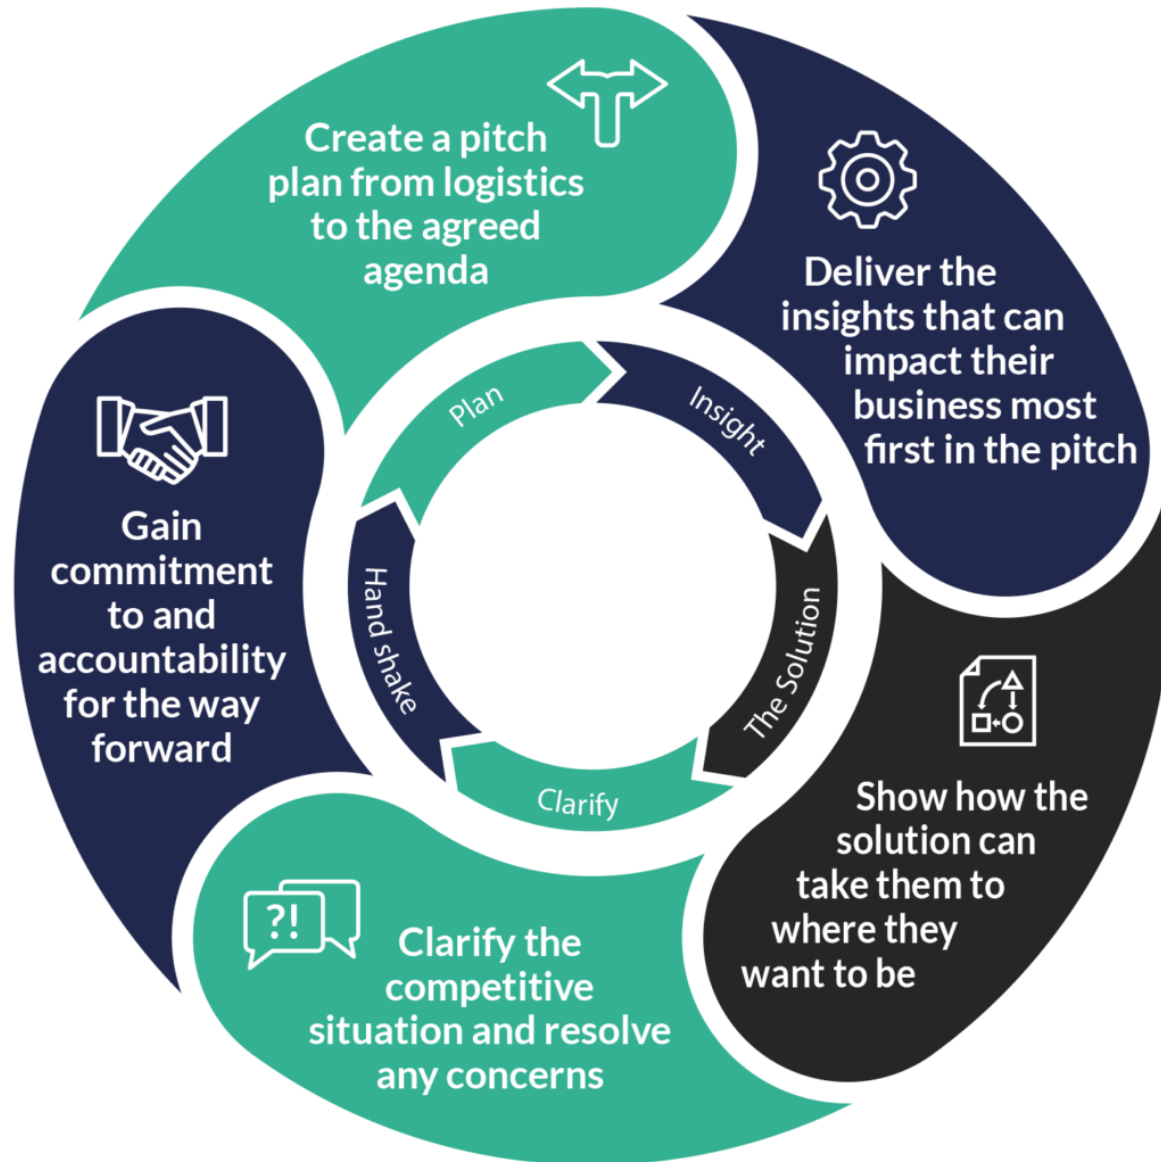 Create a pitch
plan from logistics
to the agreed
agenda
Deliver the
insights that can
impact their
business most
first in the pitch
Show how the
solution can
take them to
where they
want to be
?!
Clarify the
competitive
situation and resolve
any concerns
Gain
commitment
to and
accountability
for the way
forward
Plan
Insight
The Solution
Clarify
Hand shake